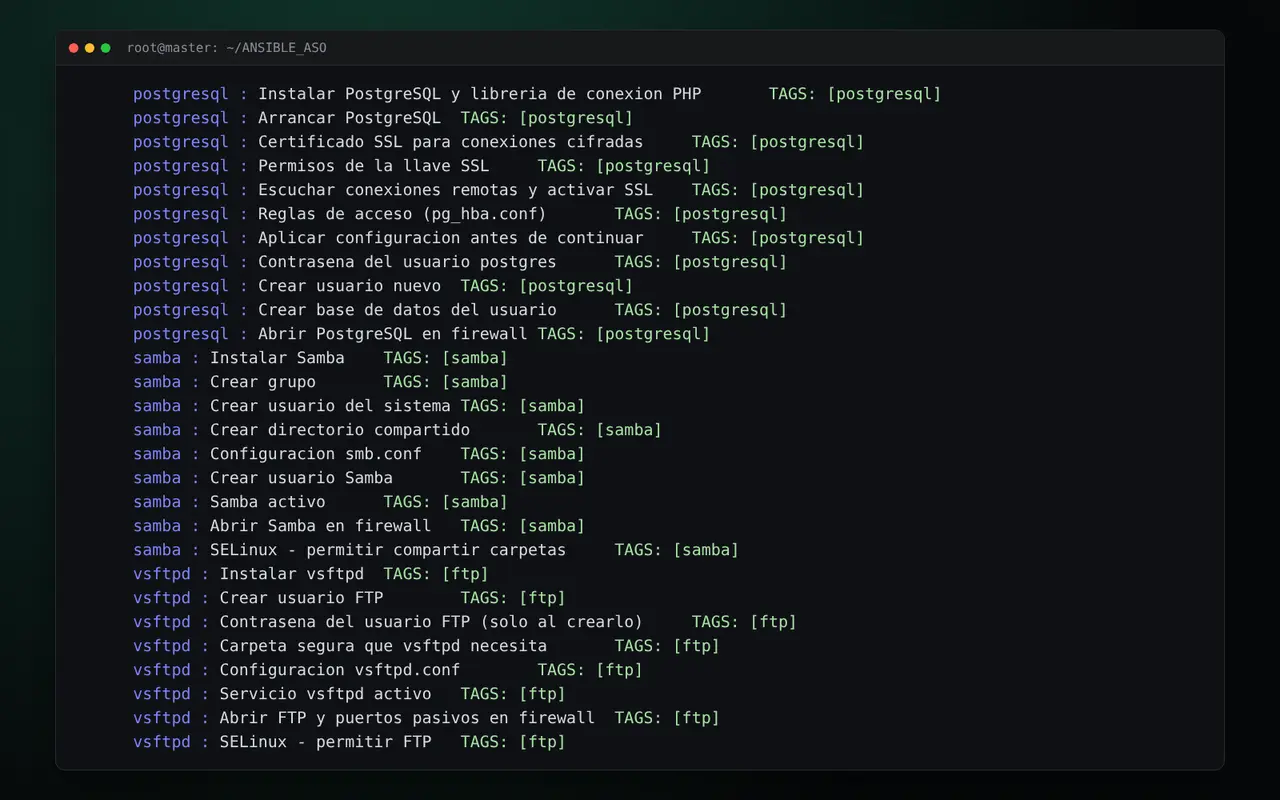 root@master: ~/ANSIBLE_ASO
postgresql : Instalar PostgreSQL y libreria de conexion PHP TAGS: [postgresql]
postgresql : Arrancar PostgreSQL TAGS: [postgresql]
postgresql : Certificado SSL para conexiones cifradas TAGS: [postgresql]
postgresql : Permisos de la llave SSL TAGS: [postgresql]
postgresql : Escuchar conexiones remotas y activar SSL TAGS: [postgresql]
postgresql : Reglas de acceso (pg_hba.conf) TAGS: [postgresql]
postgresql : Aplicar configuracion antes de continuar TAGS: [postgresql]
postgresql : Contrasena del usuario postgres TAGS: [postgresql]
postgresql : Crear usuario nuevo TAGS: [postgresql]
postgresql : Crear base de datos del usuario TAGS: [postgresql]
postgresql : Abrir PostgreSQL en firewall TAGS: [postgresql]
samba : Instalar Samba TAGS: [samba]
samba : Crear grupo TAGS: [samba]
samba : Crear usuario del sistema TAGS: [samba]
samba : Crear directorio compartido TAGS: [samba]
samba : Configuracion smb.conf TAGS: [samba]
samba : Crear usuario Samba TAGS: [samba]
samba : Samba activo TAGS: [samba]
samba : Abrir Samba en firewall TAGS: [samba]
samba : SELinux - permitir compartir carpetas TAGS: [samba]
vsftpd : Instalar vsftpd TAGS: [ftp]
vsftpd : Crear usuario FTP TAGS: [ftp]
vsftpd : Contrasena del usuario FTP (solo al crearlo) TAGS: [ftp]
vsftpd : Carpeta segura que vsftpd necesita TAGS: [ftp]
vsftpd : Configuracion vsftpd.conf TAGS: [ftp]
vsftpd : Servicio vsftpd activo TAGS: [ftp]
vsftpd : Abrir FTP y puertos pasivos en firewall TAGS: [ftp]
vsftpd : SELinux - permitir FTP TAGS: [ftp]